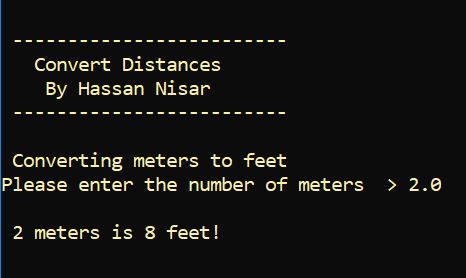 -------------------------
Convert Distances
By Hassan Nisar
-------------------------
Converting meters to feet
Please enter the number of meters  > 2.0
2 meters is 8 feet!